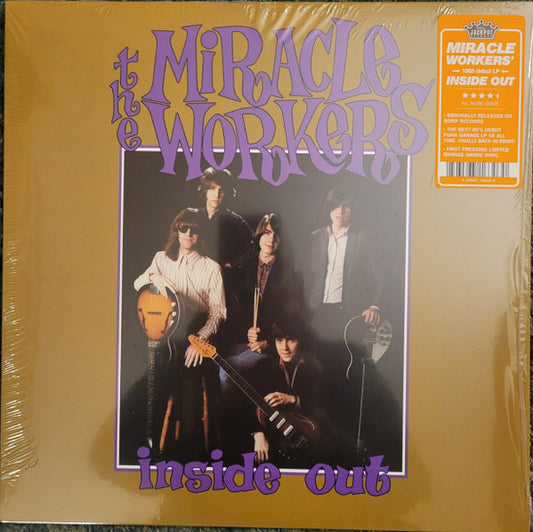 the
MiRACLE
WORKERS
inside out
JACKPOT
RECORDS
MIRACLE
WORKERS'
1985 debut LP
INSIDE OUT
ALL MUSIC GUIDE
• ORIGINALLY RELEASED ON
BOMP RECORDS
• THE BEST 80'S DEBUT
PUNK GARAGE LP OF ALL
TIME. FINALLY BACK IN PRINT!
• FIRST PRESSING LIMITED
ORANGE SMOKE VINYL